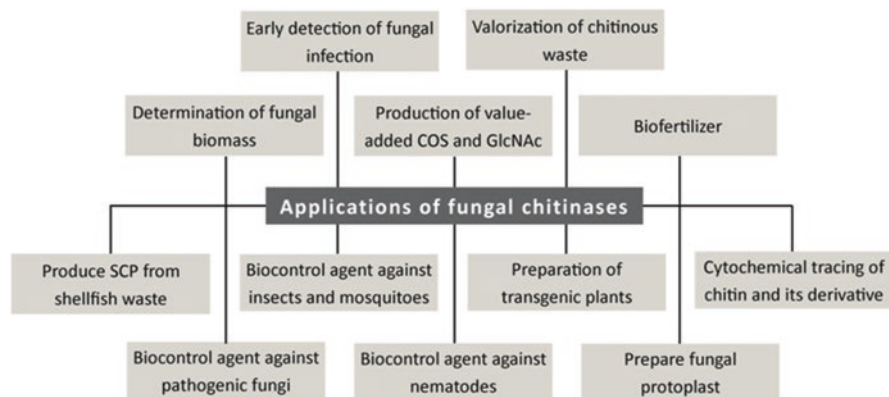 Early detection of fungal
infection
Valorization of chitinous
waste
Determination of fungal
biomass
Production of value-
added COS and GlcNAc
Biofertilizer
Applications of fungal chitinases
Produce SCP from
shellfish waste
Biocontrol agent against
insects and mosquitoes
Preparation of
transgenic plants
Cytochemical tracing of
chitin and its derivative
Biocontrol agent against
pathogenic fungi
Biocontrol agent against
nematodes
Prepare fungal
protoplast